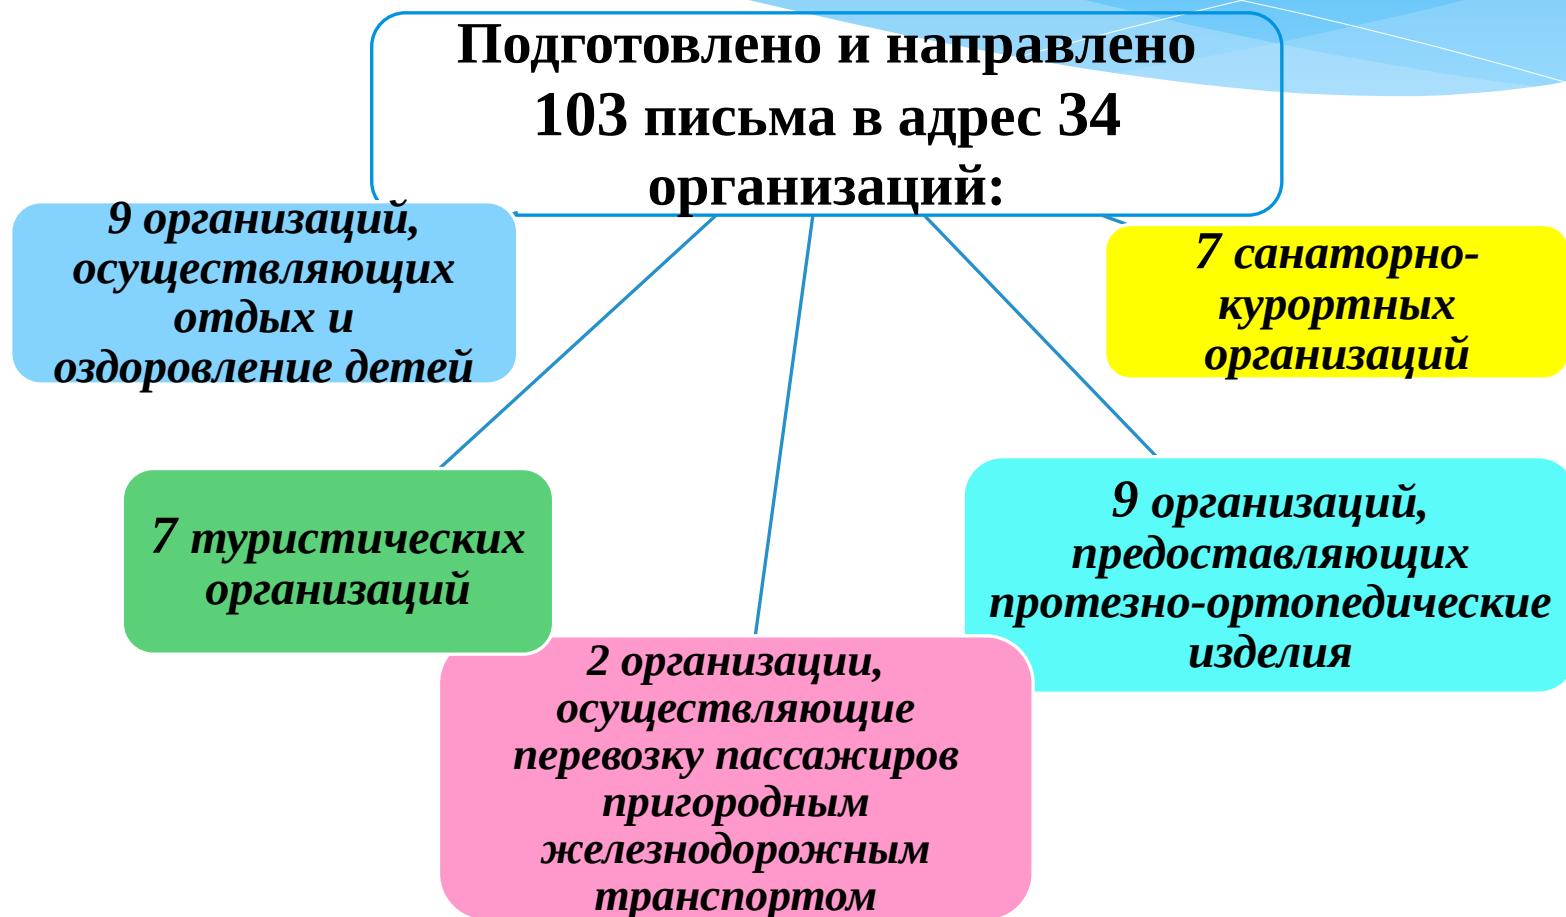 Подготовлено и направлено
103 письма в адрес 34
организаций:
9 организаций,
осуществляющих
отдых и
оздоровление детей
7 санаторно-
курортных
организаций
7 туристических
организаций
9 организаций,
предоставляющих
протезно-ортопедические
изделия
2 организации,
осуществляющие
перевозку пассажиров
пригородным
железнодорожным
транспортом